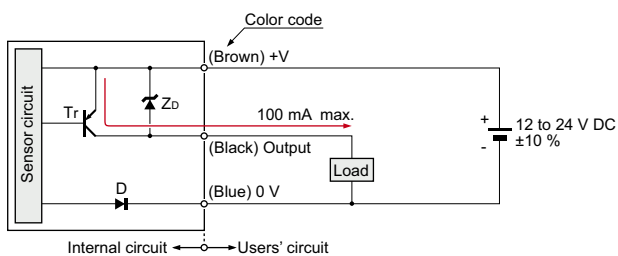 Color code
(Brown) +V
Sensor circuit
Tr
ZD
100 mA max.
+
12 to 24 V DC
±10 %
-
(Black) Output
Load
D
(Blue) 0 V
Internal circuit
Users' circuit